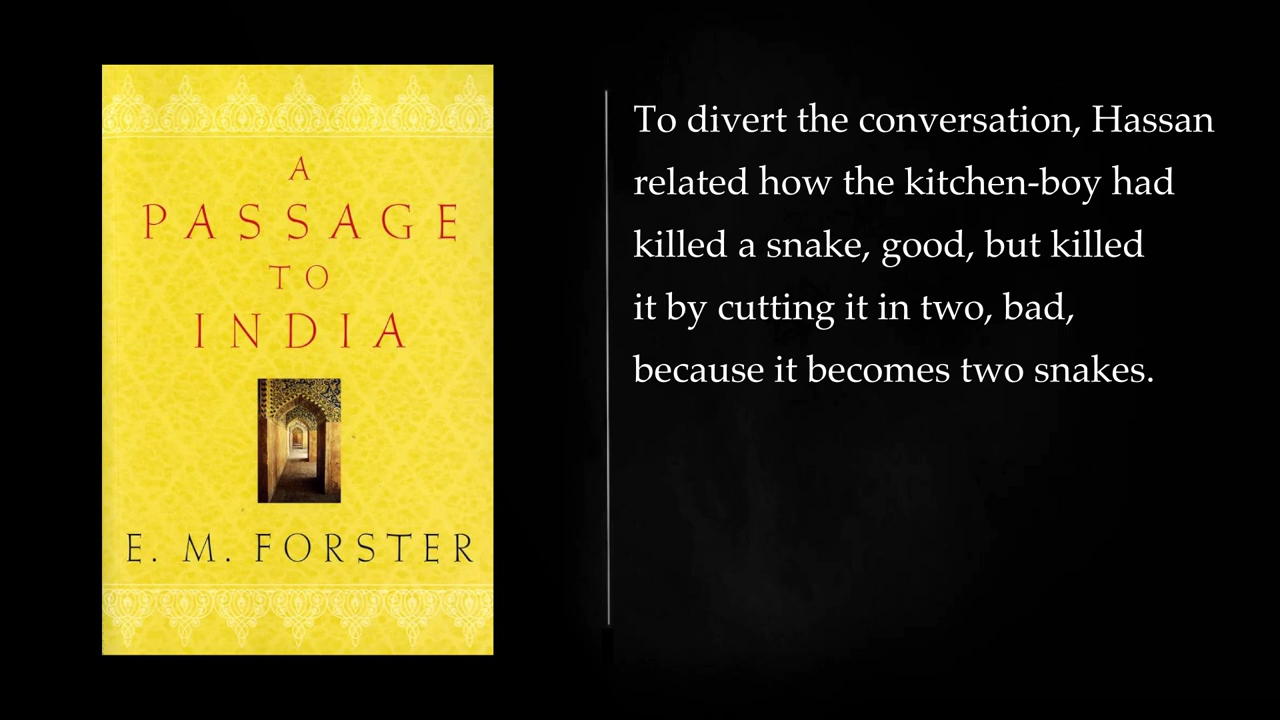 A
PASSAGE
TO
INDIA
E. M. FORSTER
To divert the conversation, Hassan
related how the kitchen-boy had
killed a snake, good, but killed
it by cutting it in two, bad,
because it becomes two snakes.